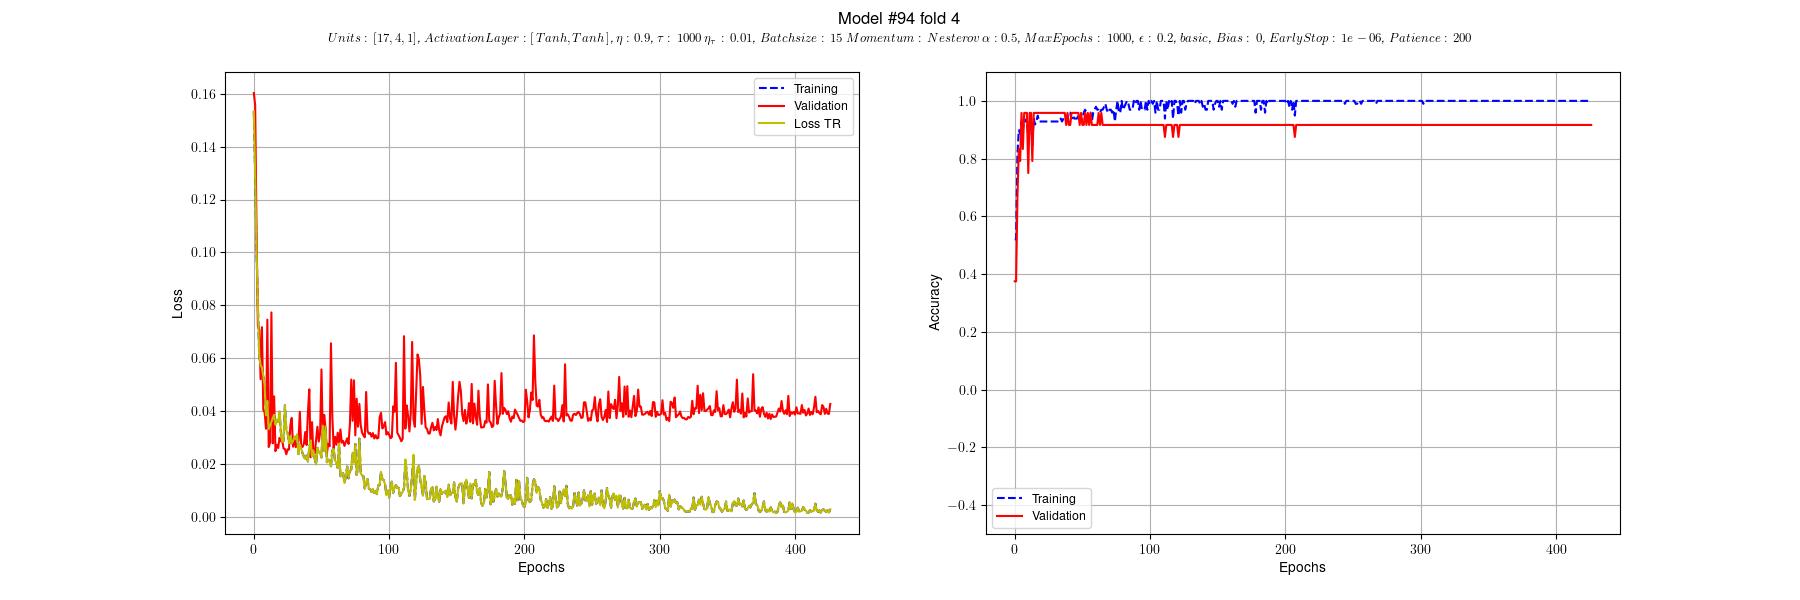 Model #94 fold 4
Units : [17, 4, 1], ActivationLayer : [Tanh, Tanh], η : 0.9, τ : 1000 ητ : 0.01, Batchsize : 15 Momentum : Nesterov α : 0.5, MaxEpochs : 1000, ϵ : 0.2, basic, Bias : 0, EarlyStop : 1e − 06, Patience : 200
Loss
0.16
0.14
0.12
0.10
0.08
0.06
0.04
0.02
0.00
0 100 200 300 400
Epochs
Training
Validation
Loss TR
Accuracy
1.0
0.8
0.6
0.4
0.2
0.0
−0.2
−0.4
0 100 200 300 400
Epochs
Training
Validation